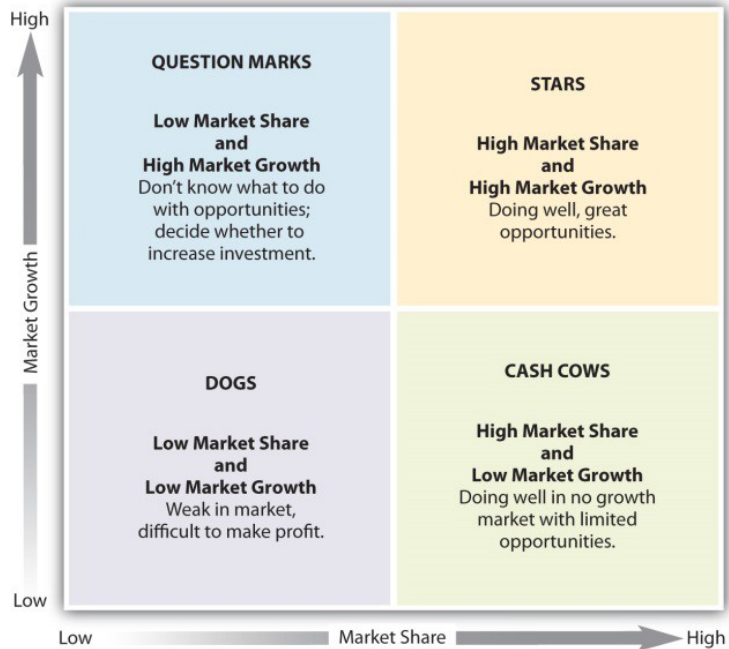 High
Market Growth
Low
QUESTION MARKS
Low Market Share
and
High Market Growth
Don't know what to do
with opportunities;
decide whether to
increase investment.
STARS
High Market Share
and
High Market Growth
Doing well, great
opportunities.
DOGS
Low Market Share
and
Low Market Growth
Weak in market,
difficult to make profit.
CASH COWS
High Market Share
and
Low Market Growth
Doing well in no growth
market with limited
opportunities.
Low
Market Share
High